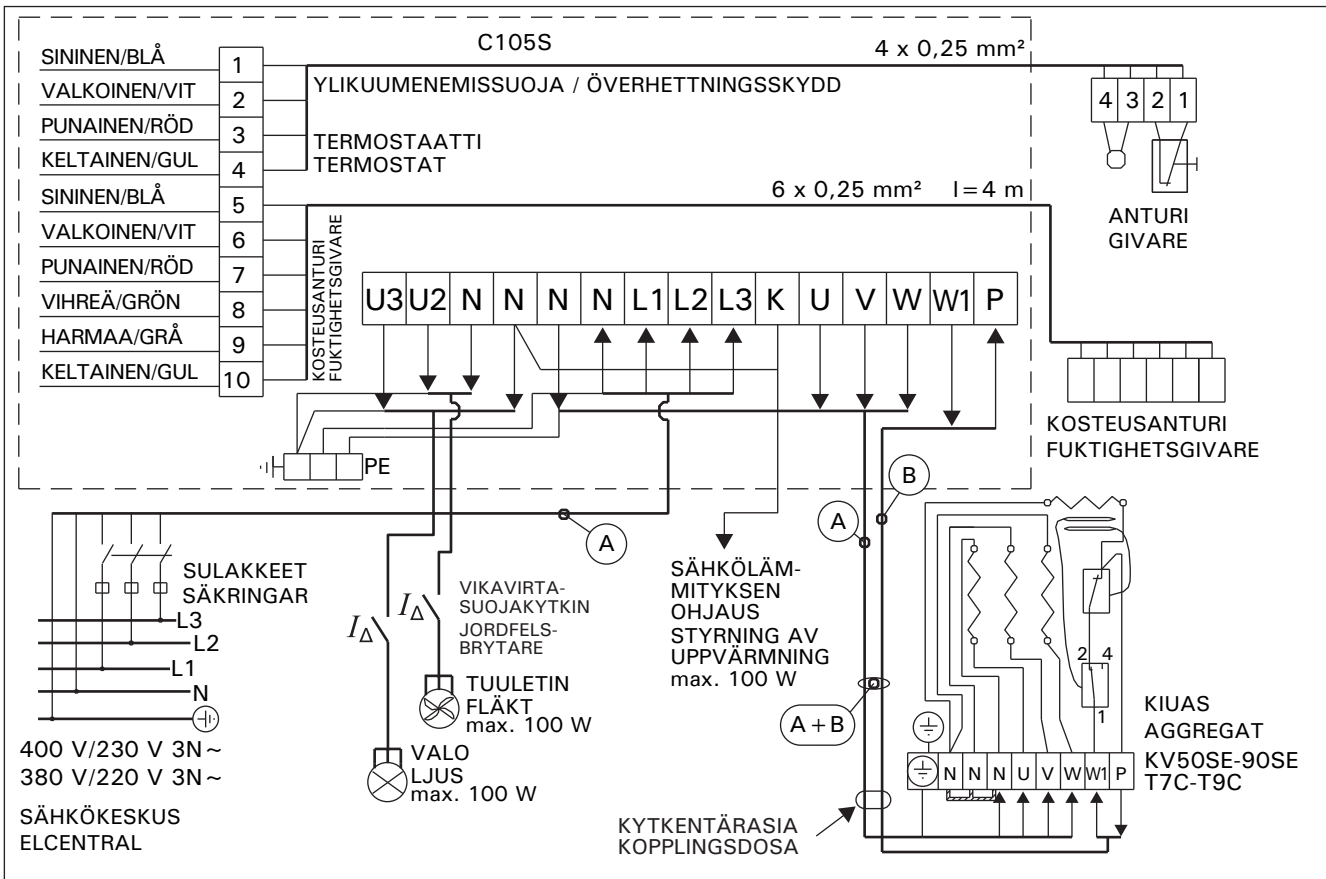 C105S
4 x 0,25 mm²
SININEN/BLÅ 1
VALKOINEN/VIT 2
PUNAINEN/RÖD 3
KELTAINEN/GUL 4
SININEN/BLÅ 5
VALKOINEN/VIT 6
PUNAINEN/RÖD 7
VIHREÄ/GRÖN 8
HARMAA/GRÅ 9
KELTAINEN/GUL 10
YLIKUUMENEMISSUOJA / ÖVERHETTNINGSSKYDD
TERMOSTAATTI
TERMOSTAT
4 3 2 1
ANTURI
GIVARE
6 x 0,25 mm² l=4 m
KOSTEUSANTURI
FUKTIGHETSGIVARE
U3 U2 N N N N L1 L2 L3 K U V W W1 P
KOSTEUSANTURI
FUKTIGHETSGIVARE
PE
A
B
A
SULAKKEET
SÄKRINGAR
L3
L2
L1
N
400 V/230 V 3N~
380 V/220 V 3N~
SÄHKÖKESKUS
ELCENTRAL
IΔ
IΔ
VIKAVIRTA-
SUOJAKYTKIN
JORDFELS-
BRYTARE
TUULETIN
FLÄKT
max. 100 W
VALO
LJUS
max. 100 W
SÄHKÖLÄM-
MITYKSEN
OHJAUS
STYRNING AV
UPPVÄRMNING
max. 100 W
A+B
2 4
1
KIUAS
AGGREGAT
KV50SE-90SE
T7C-T9C
N N N U V W W1 P
KYTKENTÄRASIA
KOPPLINGSDOSA